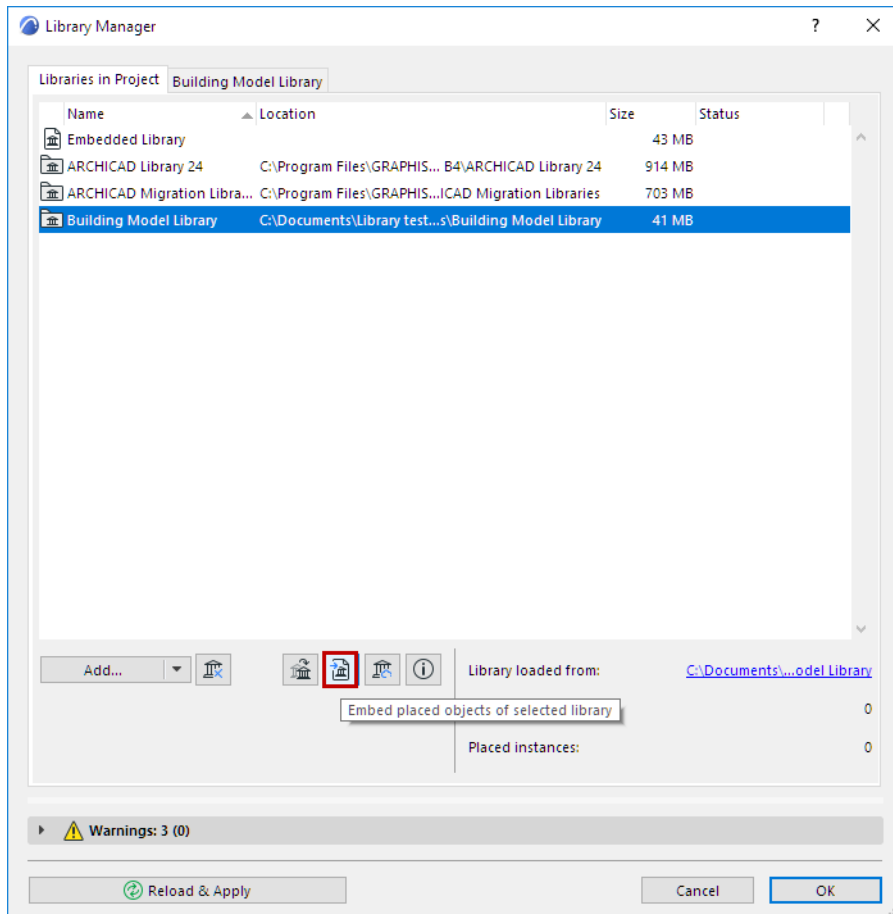 Library Manager ?
Libraries in Project Building Model Library
Name Location Size Status
Embedded Library 43 MB
ARCHICAD Library 24 C:\Program Files\GRAPHIS... B4\ARCHICAD Library 24 914 MB
ARCHICAD Migration Libra... C:\Program Files\GRAPHIS...ICAD Migration Libraries 703 MB
Building Model Library C:\Documents\Library test...s\Building Model Library 41 MB
Add... Library loaded from: C:\Documents\...odel Library
Embed placed objects of selected library 0
Placed instances: 0
Warnings: 3 (0)
Reload & Apply Cancel OK